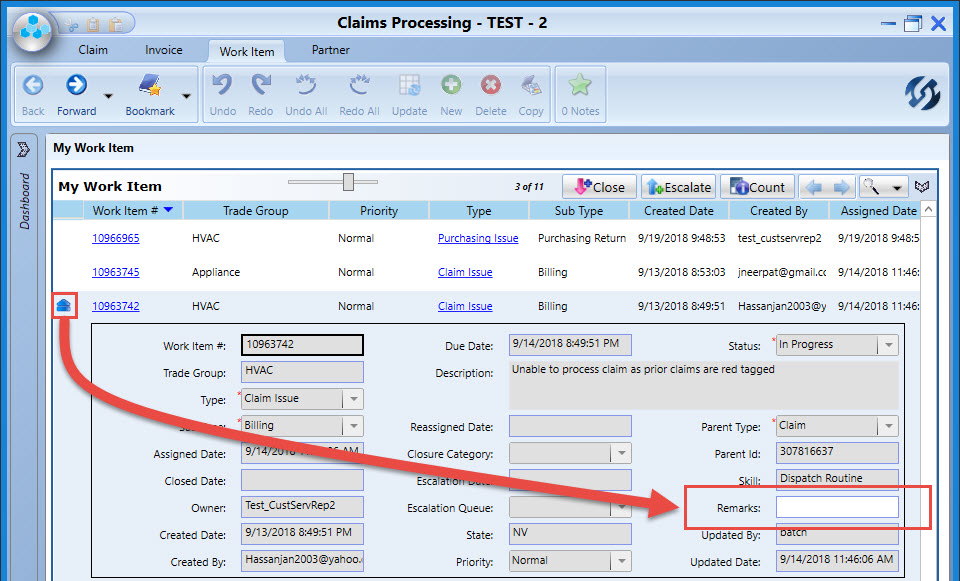 Claims Processing - TEST - 2
Claim Invoice Work Item Partner
Back Forward Bookmark Undo Redo Undo All Redo All Update New Delete Copy 0 Notes
Dashboard
My Work Item
My Work Item 3 of 11 Close Escalate Count
Work Item # Trade Group Priority Type Sub Type Created Date Created By Assigned Date
10966965 HVAC Normal Purchasing Issue Purchasing Return 9/19/2018 9:48:53 test_custservrep2 9/19/2018 9:48:5
10963745 Appliance Normal Claim Issue Billing 9/13/2018 8:53:03 jneerpat@gmail.cc 9/14/2018 11:46:
10963742 HVAC Normal Claim Issue Billing 9/13/2018 8:49:51 Hassanjan2003@y 9/14/2018 11:46:
Work Item #: 10963742 Due Date: 9/14/2018 8:49:51 PM Status: * In Progress
Trade Group: HVAC Description: Unable to process claim as prior claims are red tagged
Type: * Claim Issue
* Billing Reassigned Date: Parent Type: * Claim
Assigned Date: 9/14/2018 AM Closure Category: Parent Id: 307816637
Closed Date: Escalation Skill: Dispatch Routine
Owner: Test_CustServRep2 Escalation Queue: Remarks:
Created Date: 9/13/2018 8:49:51 PM State: NV Updated By: batch
Created By: Hassanjan2003@yahoo. Priority: Normal Updated Date: 9/14/2018 11:46:06 AM